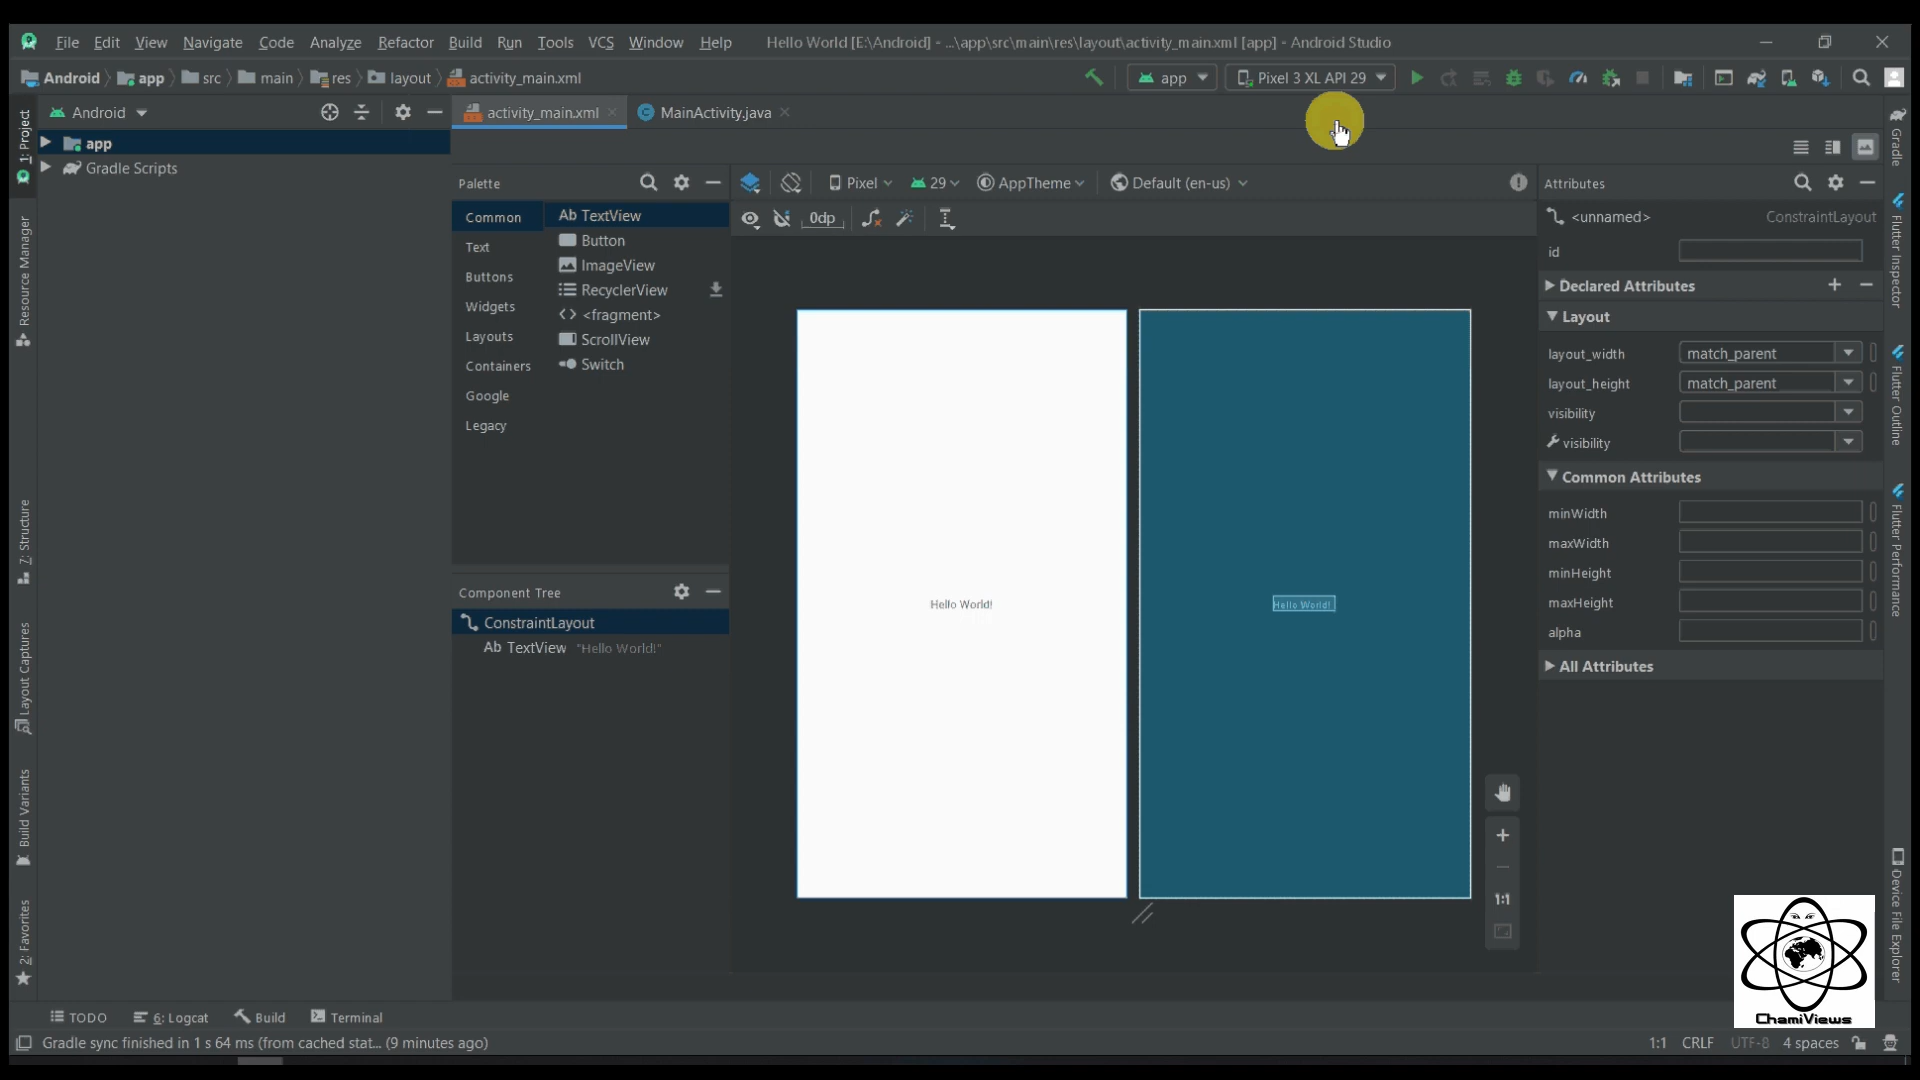 File Edit View Navigate Code Analyze Refactor Build Run Tools VCS Window Help Hello World [E:\Android] - ...\app\src\main\res\layout\activity_main.xml [app] - Android Studio
Android app src main res layout activity_main.xml app Pixel 3 XL API 29
Android activity_main.xml MainActivity.java
app
Gradle Scripts
1: Project
Resource Manager
7: Structure
Layout Captures
Build Variants
2: Favorites
Palette
Common
Text
Buttons
Widgets
Layouts
Containers
Google
Legacy
Ab TextView
Button
ImageView
RecyclerView
<fragment>
ScrollView
Switch
Component Tree
ConstraintLayout
Ab TextView "Hello World!"
Pixel 29 AppTheme Default (en-us)
0dp
Hello World!
Hello World!
1:1
Attributes
<unnamed> ConstraintLayout
id
Declared Attributes
Layout
layout_width match_parent
layout_height match_parent
visibility
visibility
Common Attributes
minWidth
maxWidth
minHeight
maxHeight
alpha
All Attributes
Gradle
Flutter Inspector
Flutter Outline
Flutter Performance
Device File Explorer
ChamiViews
TODO 6: Logcat Build Terminal
Gradle sync finished in 1 s 64 ms (from cached stat... (9 minutes ago) 1:1 CRLF UTF-8 4 spaces